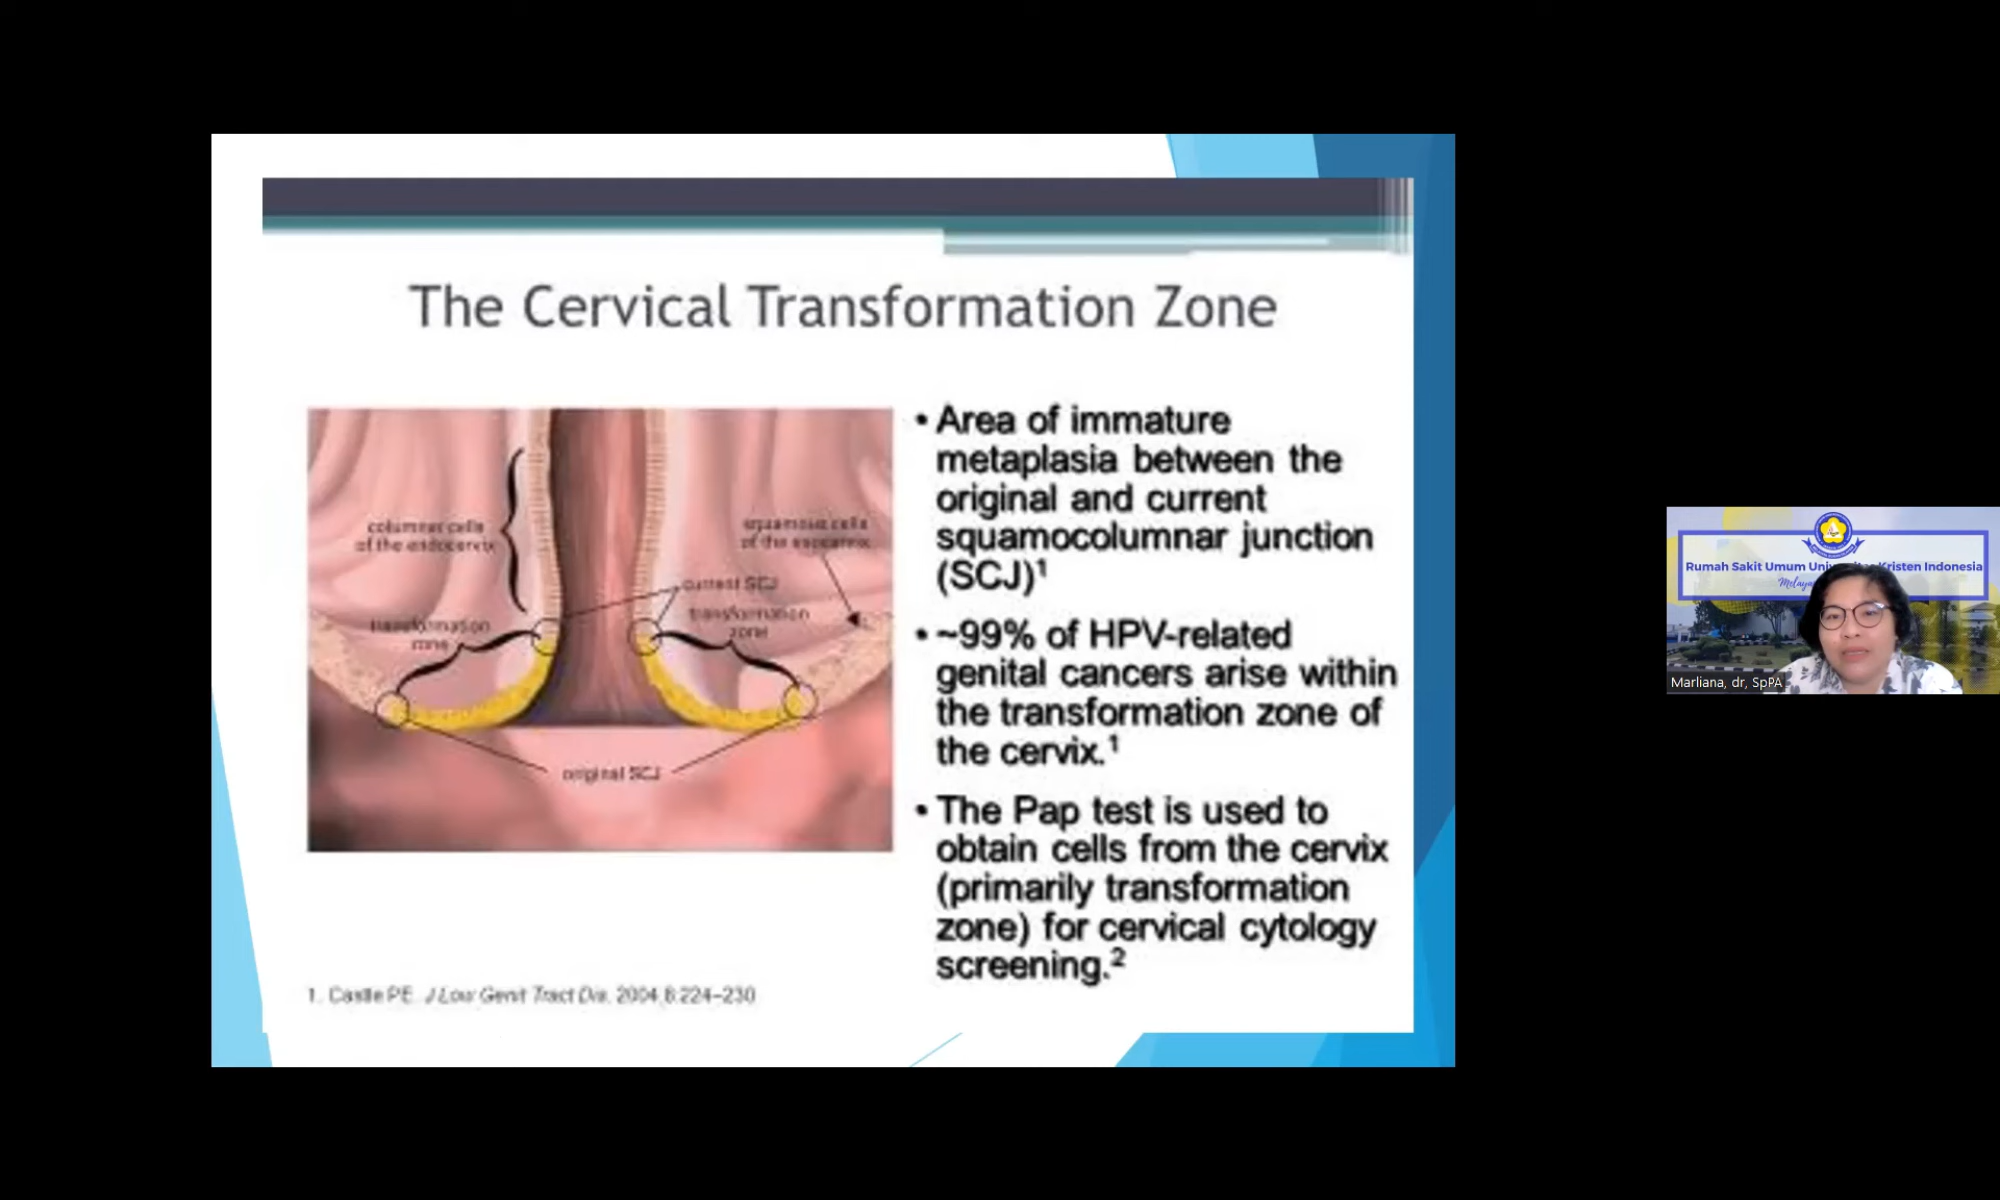 The Cervical Transformation Zone
columnar cells
of the endocervix
squamous cells
of the exocervix
current SCJ
transformation
zone
transformation
zone
original SCJ
• Area of immature
metaplasia between the
original and current
squamocolumnar junction
(SCJ)1
• ~99% of HPV-related
genital cancers arise within
the transformation zone of
the cervix.1
• The Pap test is used to
obtain cells from the cervix
(primarily transformation
zone) for cervical cytology
screening.2
1. Castle PE. J Low Genit Tract Dis. 2004;8:224–230
Rumah Sakit Umum Kristen Indonesia
Marliana, dr, SpPA